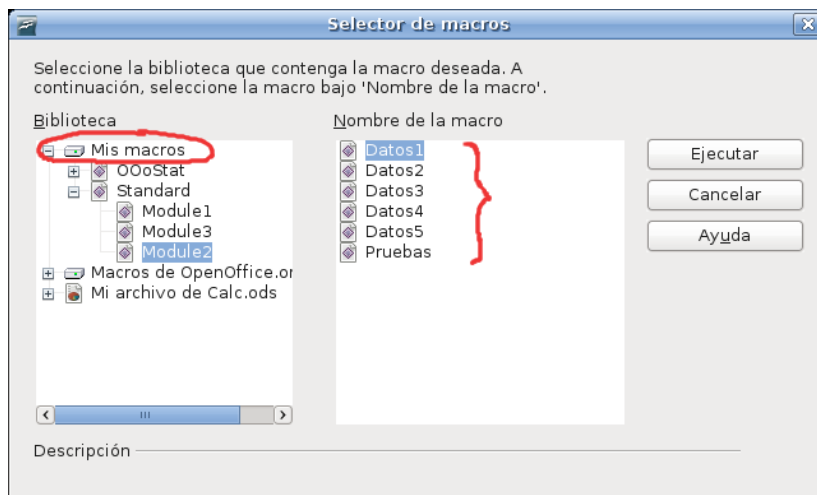 Selector de macros
Seleccione la biblioteca que contenga la macro deseada. A
continuación, seleccione la macro bajo 'Nombre de la macro'.
Biblioteca
Nombre de la macro
Mis macros
OOoStat
Standard
Module1
Module3
Module2
Macros de OpenOffice.or
Mi archivo de Calc.ods
Datos1
Datos2
Datos3
Datos4
Datos5
Pruebas
Ejecutar
Cancelar
Ayuda
Descripción